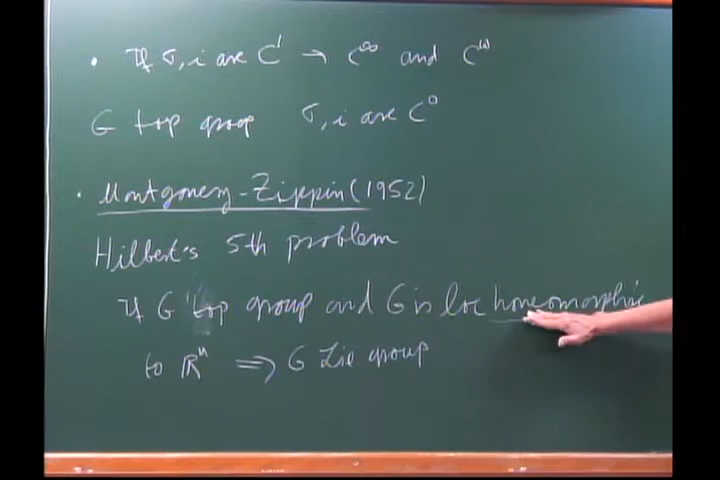 • If σ, i are C¹ → C^∞ and C^ω
G top group σ, i are C⁰
• Montgomery-Zippin (1952)
Hilbert's 5th problem
If G top group and G is loc homeomorphic
to ℝⁿ ⟹ G Lie group